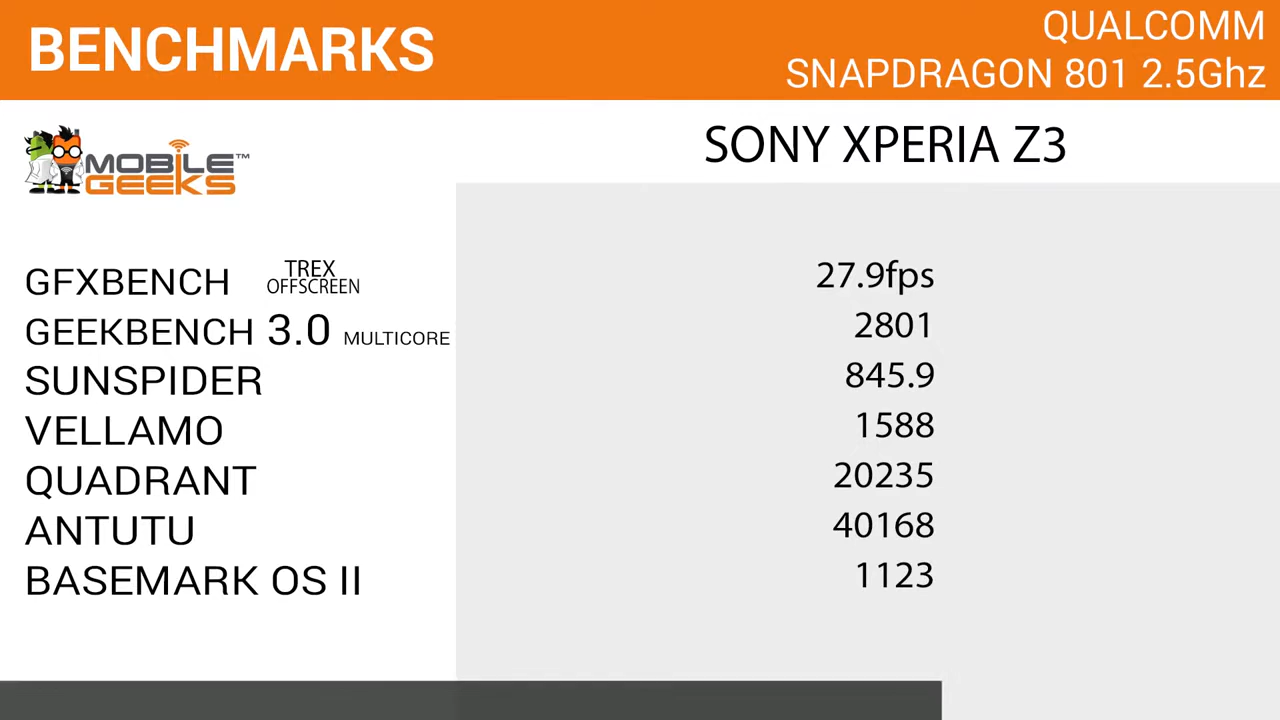 BENCHMARKS
QUALCOMM
SNAPDRAGON 801 2.5Ghz
MOBILE™
GEEKS
SONY XPERIA Z3
GFXBENCH TREX OFFSCREEN 27.9fps
GEEKBENCH 3.0 MULTICORE 2801
SUNSPIDER 845.9
VELLAMO 1588
QUADRANT 20235
ANTUTU 40168
BASEMARK OS II 1123